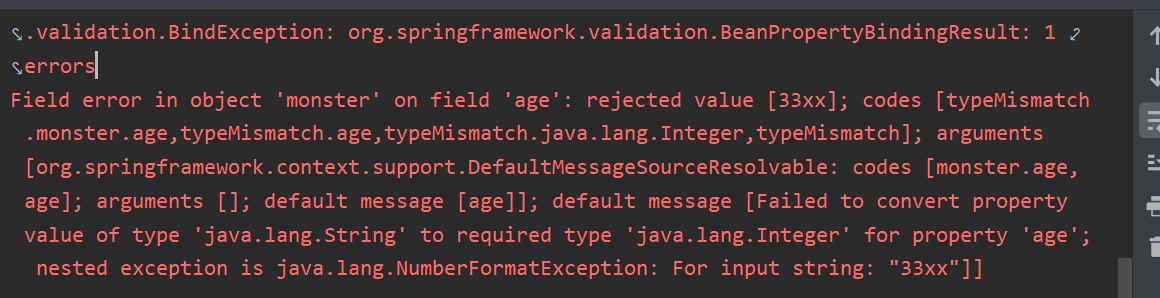 .validation.BindException: org.springframework.validation.BeanPropertyBindingResult: 1
errors
Field error in object 'monster' on field 'age': rejected value [33xx]; codes [typeMismatch
.monster.age,typeMismatch.age,typeMismatch.java.lang.Integer,typeMismatch]; arguments
[org.springframework.context.support.DefaultMessageSourceResolvable: codes [monster.age,
age]; arguments []; default message [age]]; default message [Failed to convert property
value of type 'java.lang.String' to required type 'java.lang.Integer' for property 'age';
nested exception is java.lang.NumberFormatException: For input string: "33xx"]]